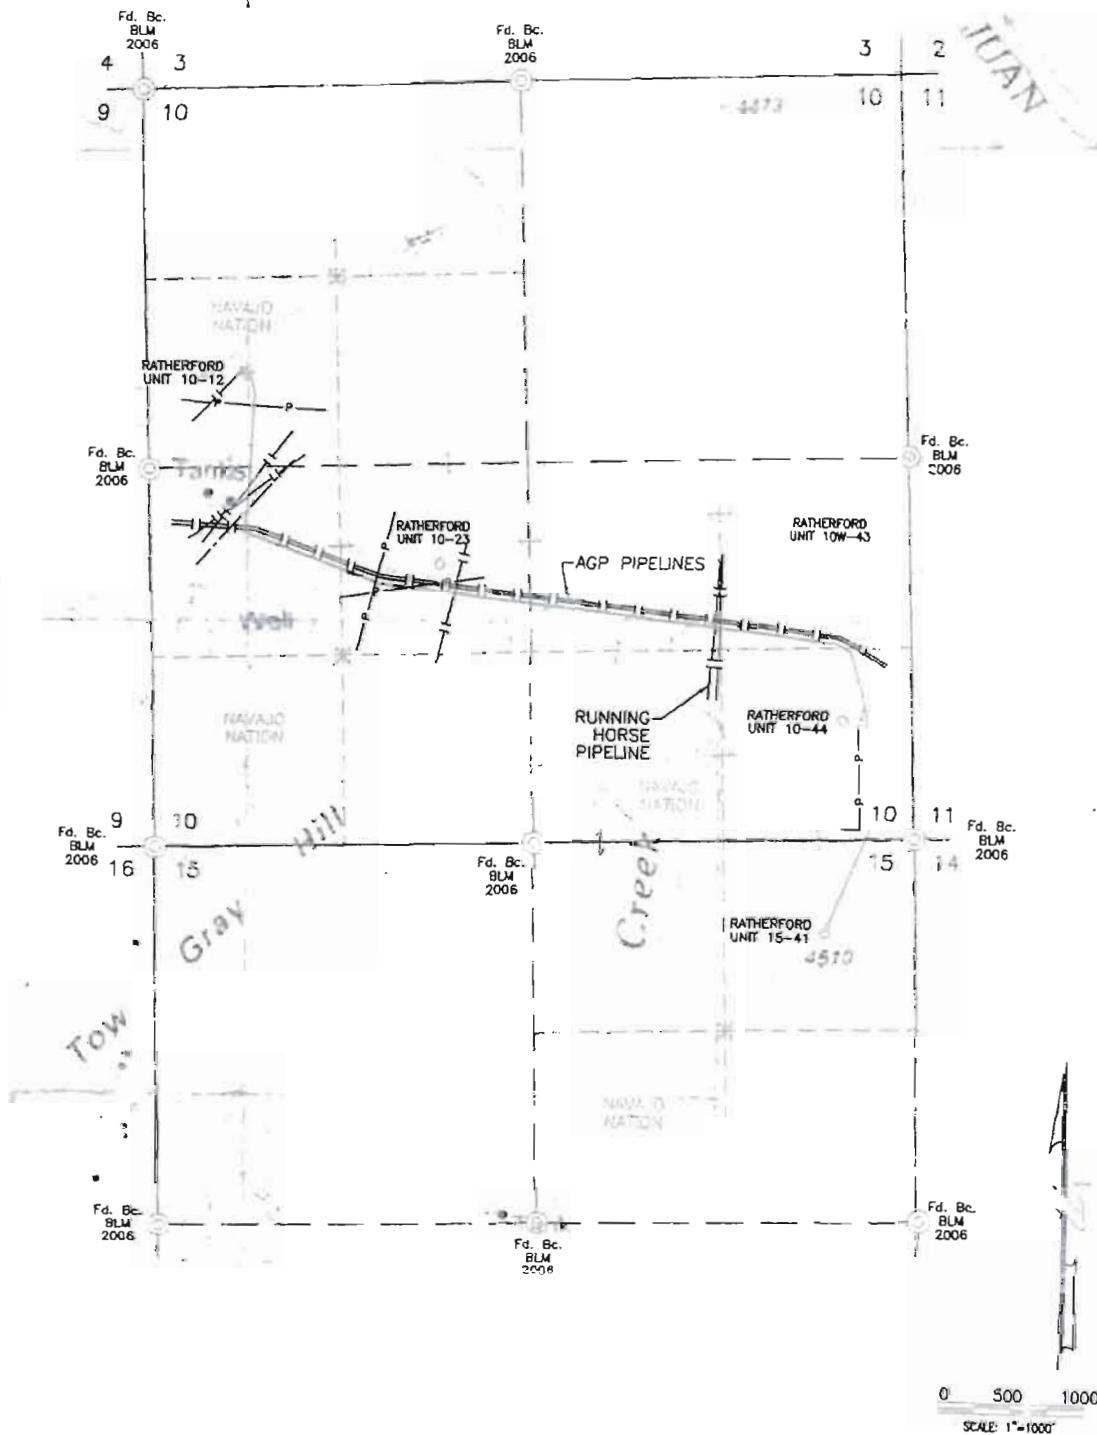 Fd. Bc.
BLM
2006
Fd. Bc.
BLM
2006
4 3
3 2
JUAN
9 10
10 11
4473
NAVAJO
NATION
RATHERFORD
UNIT 10-12
P
Fd. Bc.
BLM
2006
Tanks
Fd. Bc.
BLM
2006
P
RATHERFORD
UNIT 10-23
RATHERFORD
UNIT 10W-43
AGP PIPELINES
P
P
Well
NAVAJO
NATION
RUNNING
HORSE
PIPELINE
RATHERFORD
UNIT 10-44
P
NAVAJO
NATION
P
Hill
9 10
10 11
Fd. Bc.
BLM
2006
Fd. Bc.
BLM
2006
16 15
Fd. Bc.
BLM
2006
15 14
Creek
Gray
RATHERFORD
UNIT 15-41
4510
Tow
NAVAJO
NATION
Fd. Bc.
BLM
2006
Tank
Fd. Bc.
BLM
2006
Fd. Bc.
BLM
2006
0 500 1000
SCALE: 1"=1000'